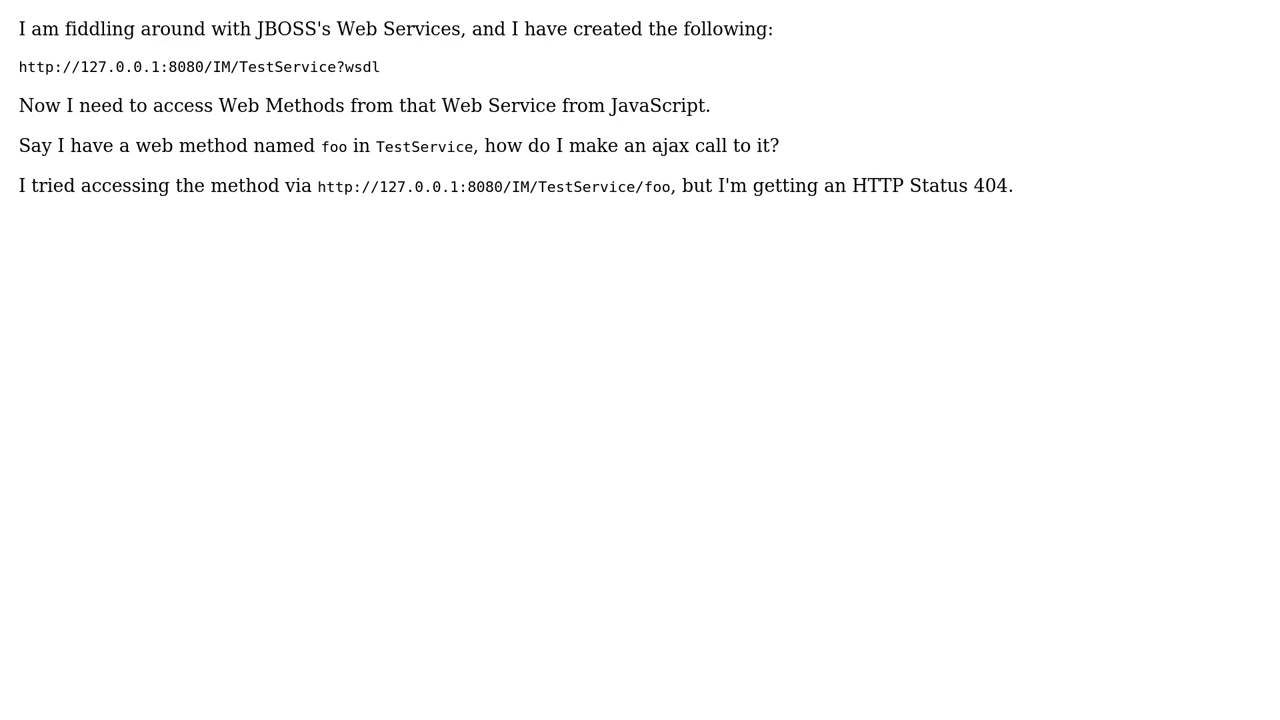 I am fiddling around with JBOSS's Web Services, and I have created the following:
http://127.0.0.1:8080/IM/TestService?wsdl
Now I need to access Web Methods from that Web Service from JavaScript.
Say I have a web method named foo in TestService, how do I make an ajax call to it?
I tried accessing the method via http://127.0.0.1:8080/IM/TestService/foo, but I'm getting an HTTP Status 404.